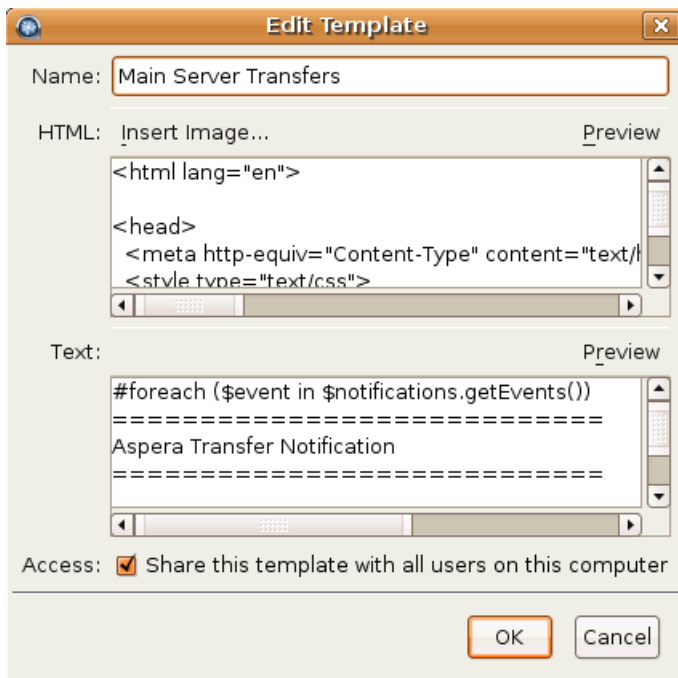 Edit Template
Name: Main Server Transfers
HTML: Insert Image... Preview
<html lang="en">
<head>
<meta http-equiv="Content-Type" content="text/h
<style type="text/css">
Text: Preview
#foreach ($event in $notifications.getEvents())
============================
Aspera Transfer Notification
============================
Access: Share this template with all users on this computer
OK Cancel